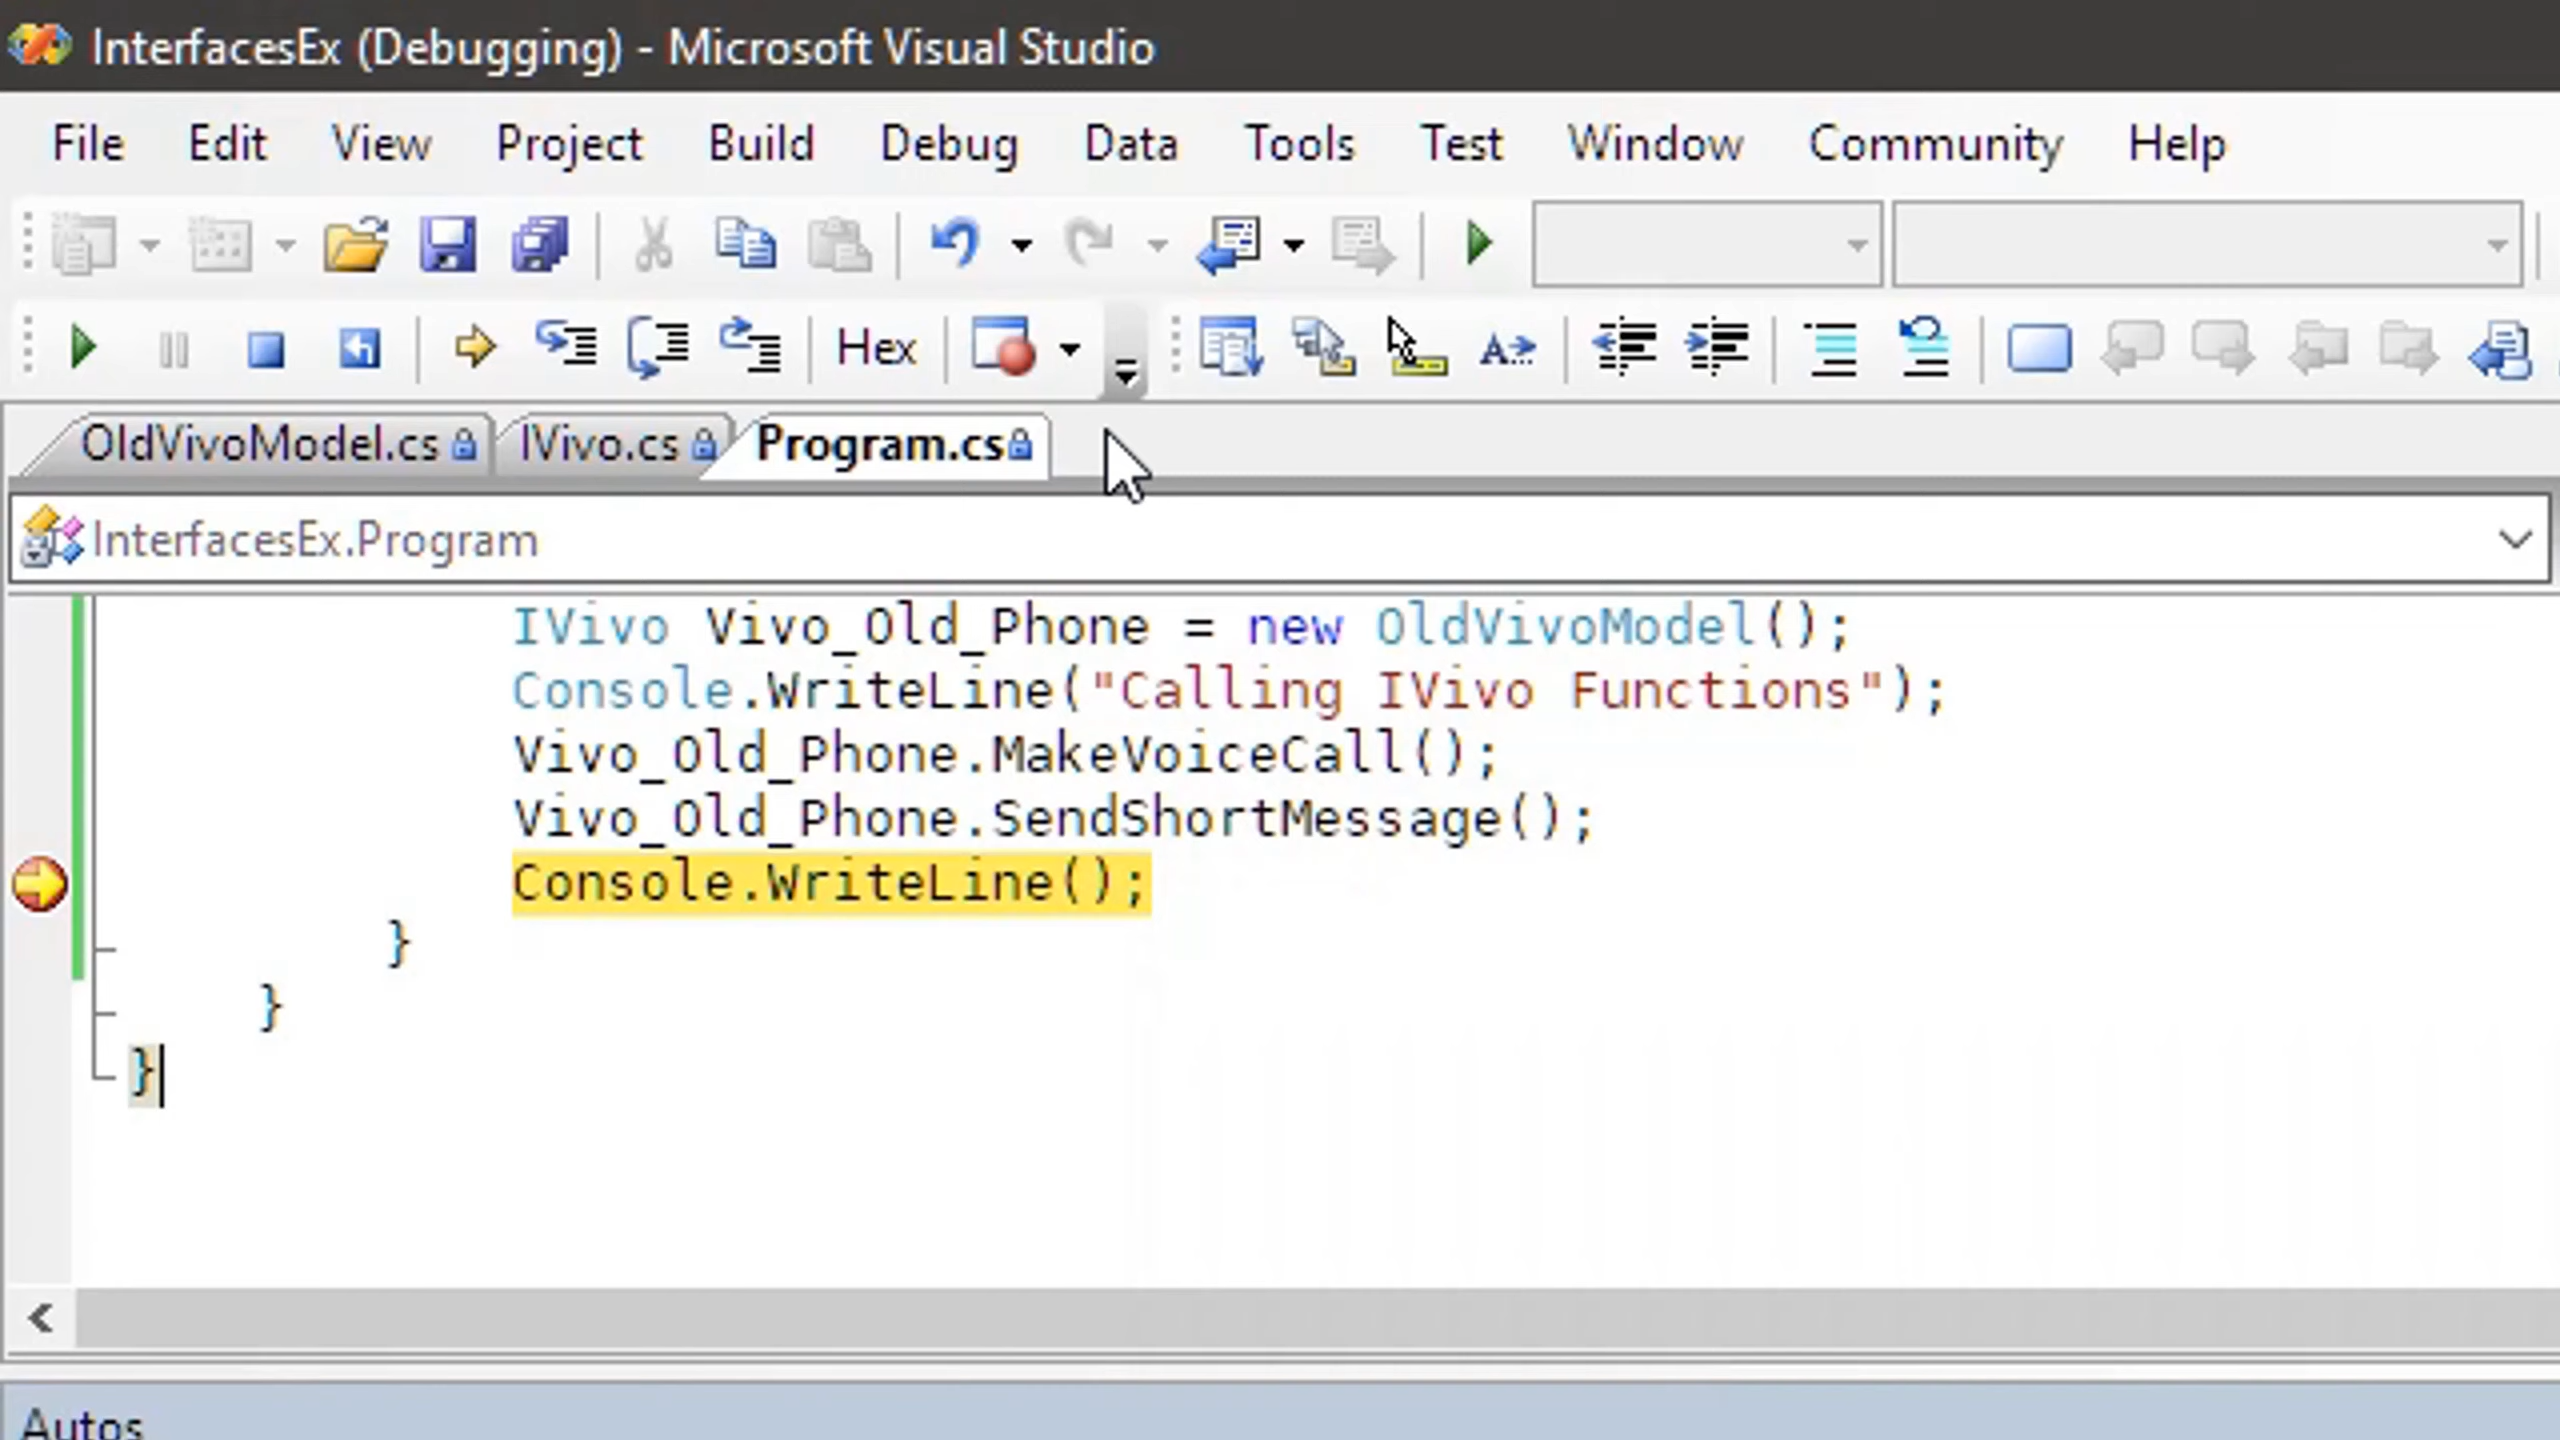 InterfacesEx (Debugging) - Microsoft Visual Studio
File Edit View Project Build Debug Data Tools Test Window Community Help
Hex
OldVivoModel.cs IVivo.cs Program.cs
InterfacesEx.Program
IVivo Vivo_Old_Phone = new OldVivoModel();
Console.WriteLine("Calling IVivo Functions");
Vivo_Old_Phone.MakeVoiceCall();
Vivo_Old_Phone.SendShortMessage();
Console.WriteLine();
}
}
}
Autos